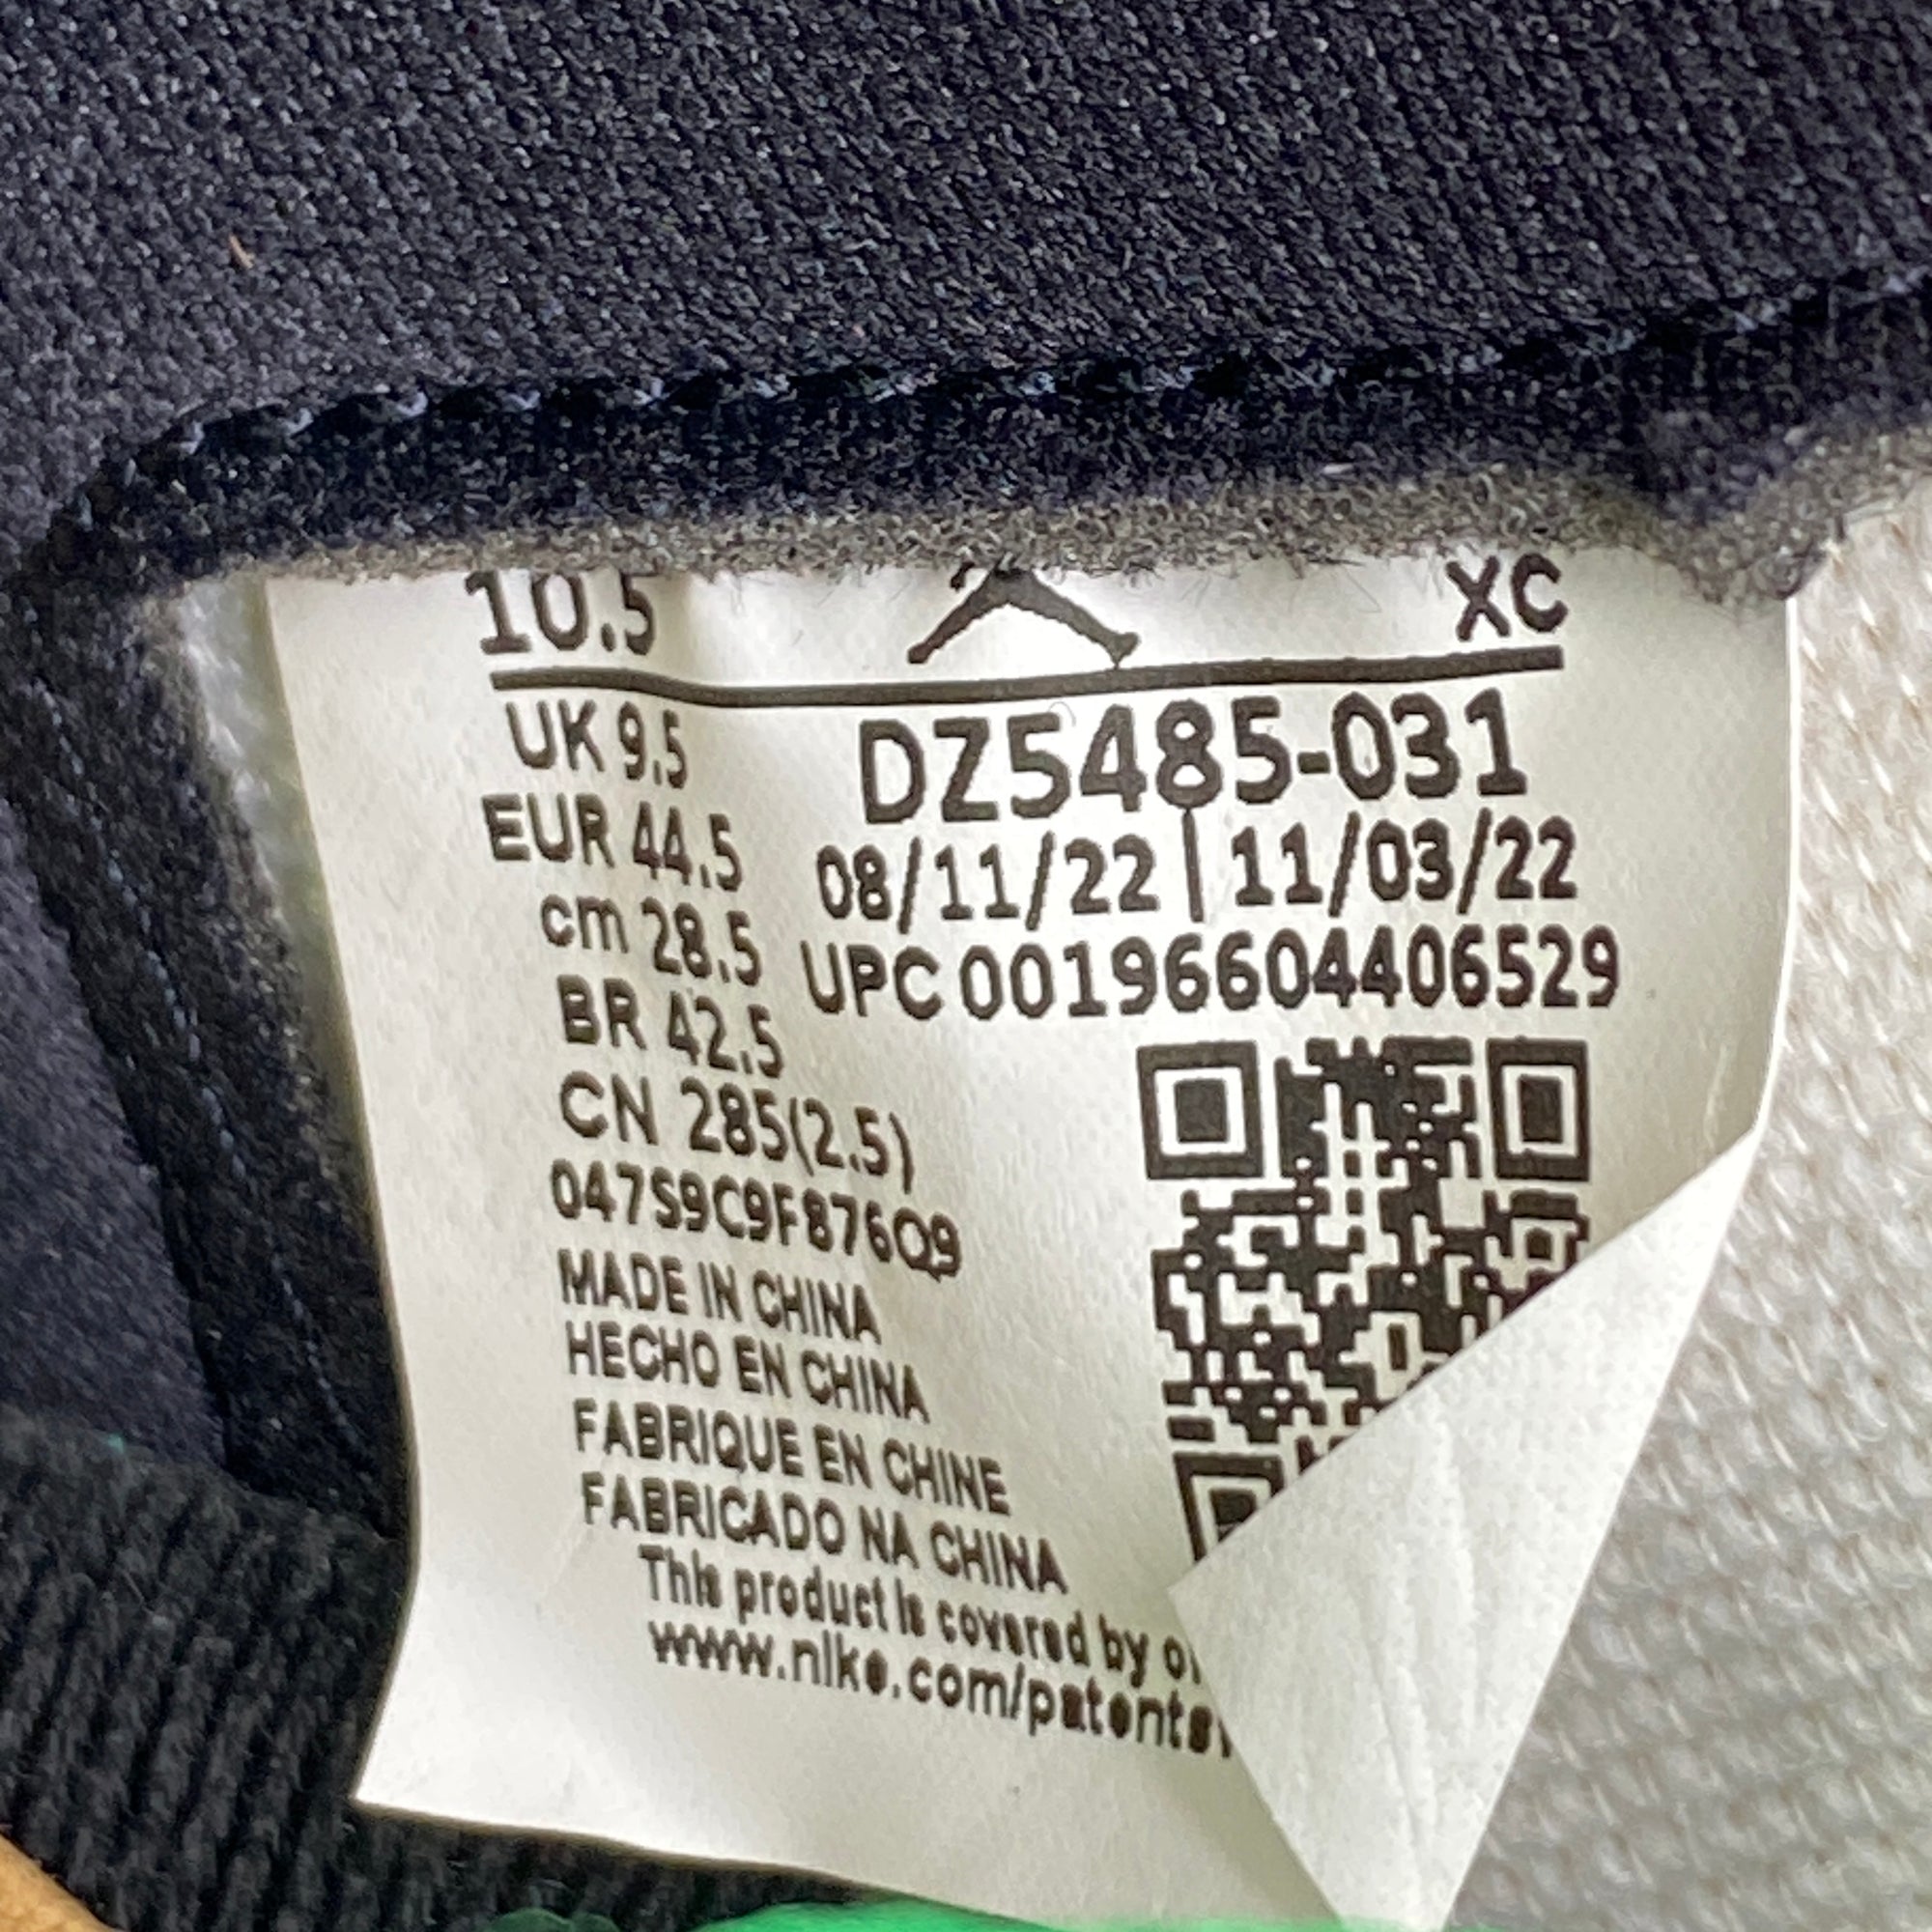 10.5 XC
UK 9.5 DZ5485-031
EUR 44.5 08/11/22 | 11/03/22
cm 28.5 UPC 00196604406529
BR 42.5
CN 285(2.5)
047S9C9F876Q9
MADE IN CHINA
HECHO EN CHINA
FABRIQUE EN CHINE
FABRICADO NA CHINA
This product is covered by
www.nike.com/patents